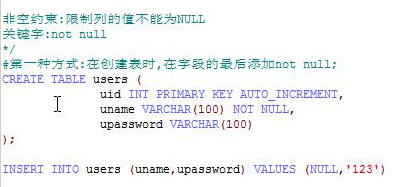 非空约束:限制列的值不能为NULL
关键字:not null
*/
#第一种方式:在创建表时,在字段的最后添加not null;
CREATE TABLE users (
uid INT PRIMARY KEY AUTO_INCREMENT,
uname VARCHAR(100) NOT NULL,
upassword VARCHAR(100)
);
INSERT INTO users (uname,upassword) VALUES (NULL,'123')